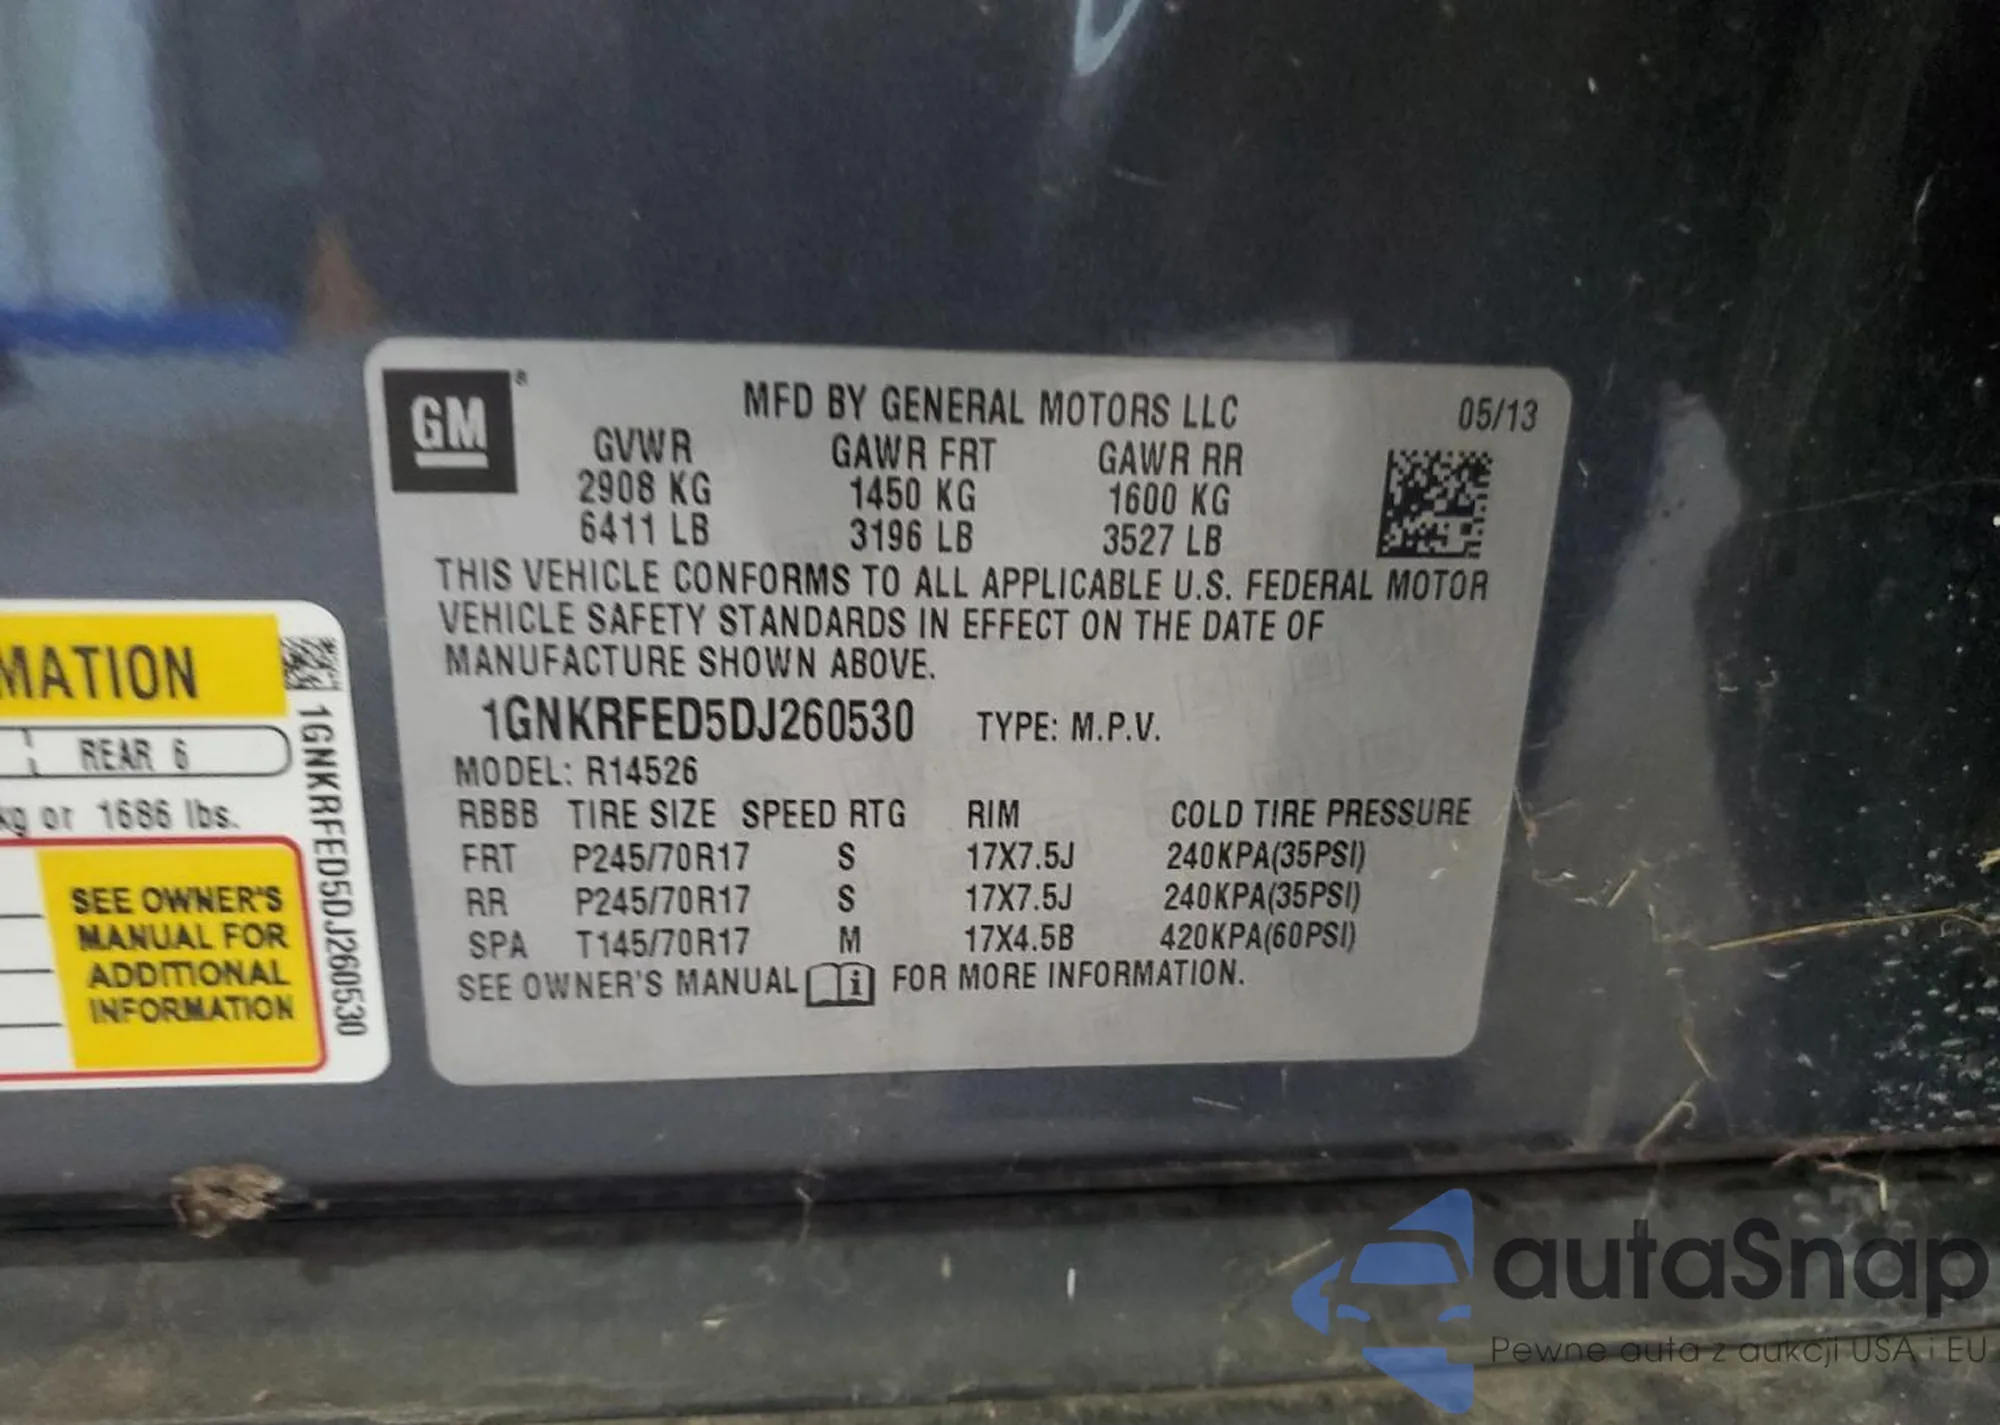 GM®
MFD BY GENERAL MOTORS LLC 05/13
GVWR GAWR FRT GAWR RR
2908 KG 1450 KG 1600 KG
6411 LB 3196 LB 3527 LB
THIS VEHICLE CONFORMS TO ALL APPLICABLE U.S. FEDERAL MOTOR
VEHICLE SAFETY STANDARDS IN EFFECT ON THE DATE OF
MANUFACTURE SHOWN ABOVE.
1GNKRFED5DJ260530 TYPE: M.P.V.
MODEL: R14526
RBBB TIRE SIZE SPEED RTG RIM COLD TIRE PRESSURE
FRT P245/70R17 S 17X7.5J 240KPA(35PSI)
RR P245/70R17 S 17X7.5J 240KPA(35PSI)
SPA T145/70R17 M 17X4.5B 420KPA(60PSI)
SEE OWNER'S MANUAL i FOR MORE INFORMATION.
MATION
REAR 6
kg or 1686 lbs.
SEE OWNER'S
MANUAL FOR
ADDITIONAL
INFORMATION
1GNKRFED5DJ260530
autaSnap
Pewne auta z aukcji USA i EU